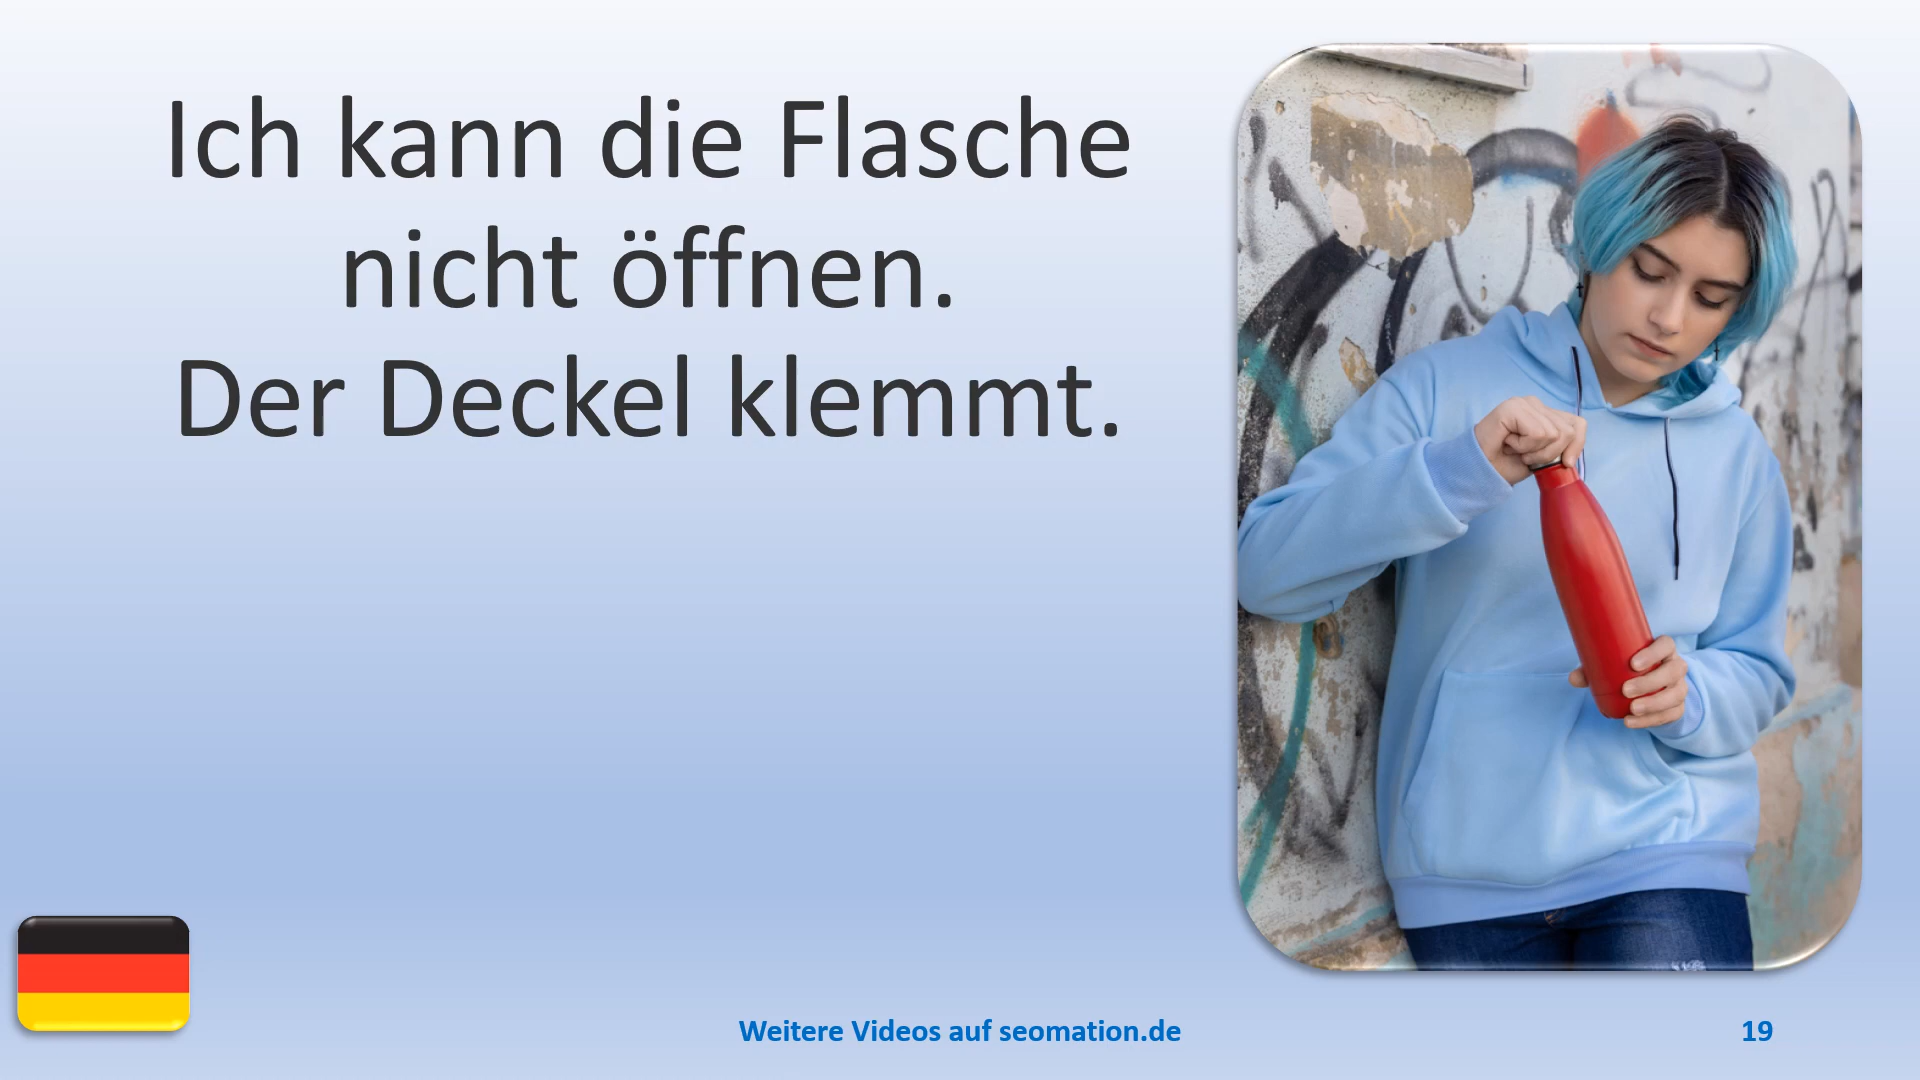 Ich kann die Flasche
nicht öffnen.
Der Deckel klemmt.
Weitere Videos auf seomation.de
19